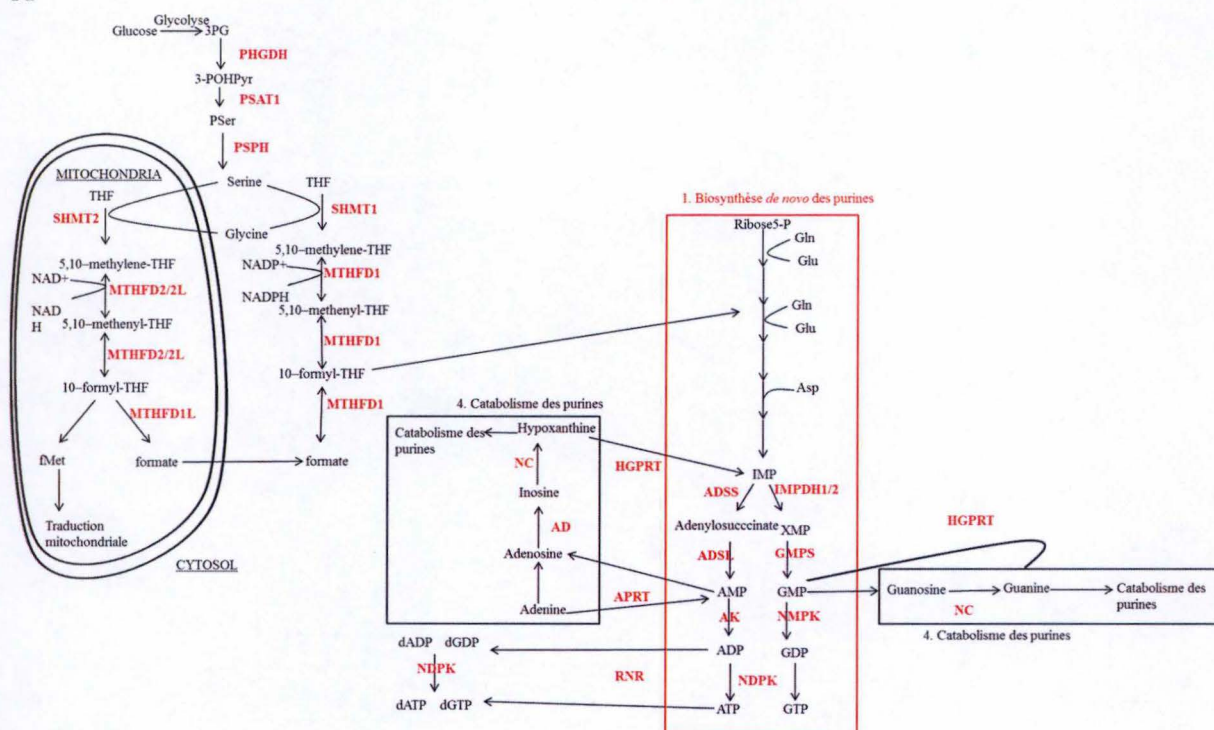 Glycolyse
Glucose
3PG
PHGDH
3-POHPyr
PSAT1
PSer
PSPH
MITOCHONDRIA
THF
Serine
THF
SHMT2
SHMT1
Glycine
5,10-methylene-THF
NAD+
MTHFD2/2L
NAD
H
5,10-methenyl-THF
MTHFD2/2L
10-formyl-THF
MTHFD1L
fMet
formate
Traduction
mitochondriale
CYTOSOL
5,10-methylene-THF
NADP+
MTHFD1
NADPH
5,10-methenyl-THF
MTHFD1
10-formyl-THF
MTHFD1
formate
1. Biosynthèse de novo des purines
Ribose5-P
Gln
Glu
Gln
Glu
Asp
IMP
ADSS
IMPDH1/2
Adenylosucccinate
XMP
ADSL
GMPS
AMP
GMP
AK
NMPK
ADP
GDP
NDPK
ATP
GTP
4. Catabolisme des purines
Catabolisme des
purines
Hypoxanthine
NC
HGPRT
Inosine
AD
Adenosine
Adenine
APRT
dADP dGDP
NDPK
RNR
dATP dGTP
HGPRT
Guanosine
Guanine
Catabolisme des
purines
NC
4. Catabolisme des purines